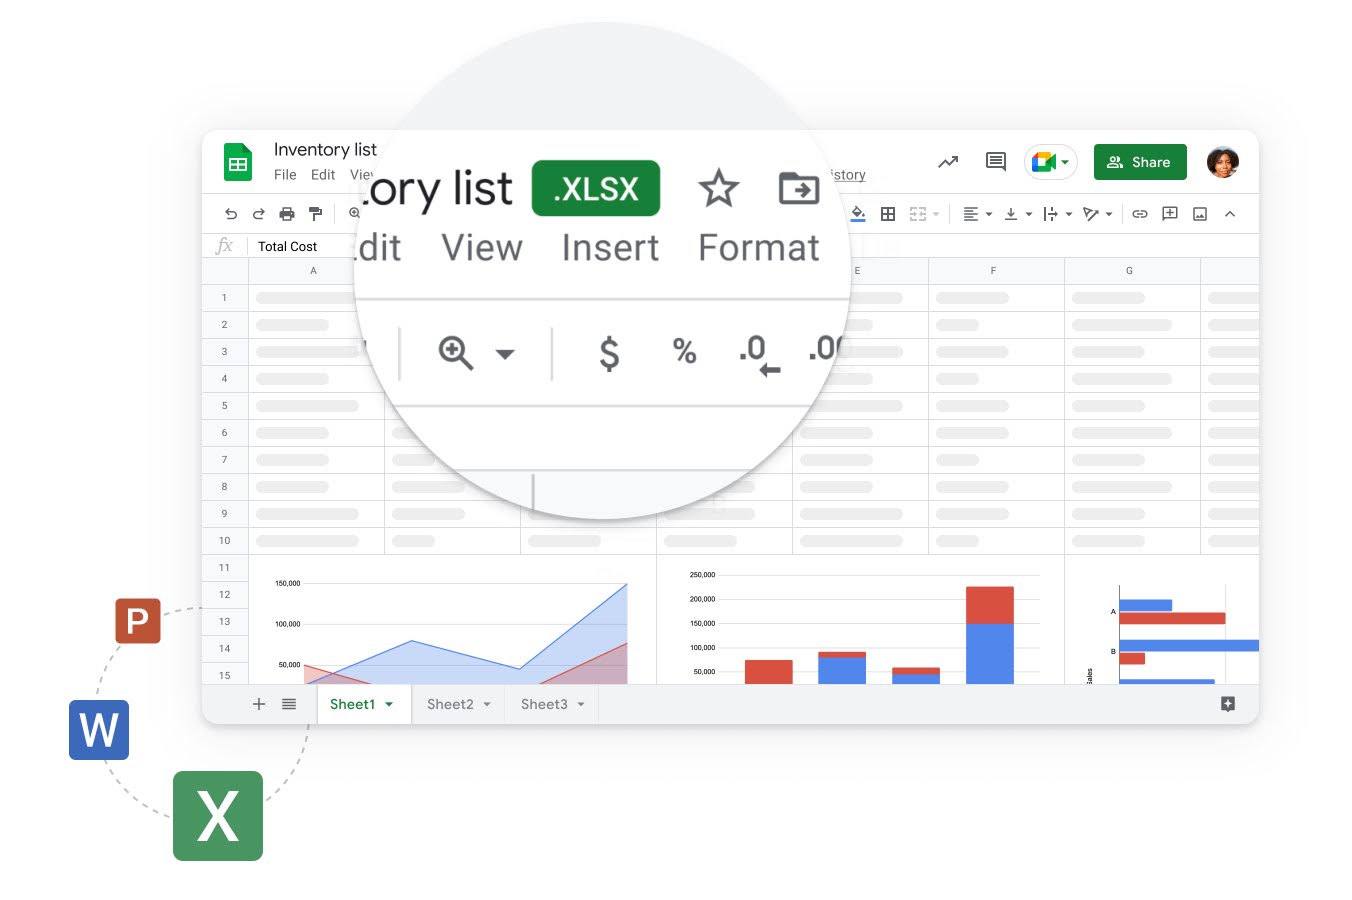 Inventory list
File Edit View
ory list .XLSX
dit View Insert Format
istory
Share
$ % .0 .00
fx Total Cost
A E F G
1
2
3
4
5
6
7
8
9
10
11
12
13
14
15
150,000
100,000
50,000
250,000
200,000
150,000
100,000
50,000
A
B
Sales
Sheet1 Sheet2 Sheet3
P
W
X